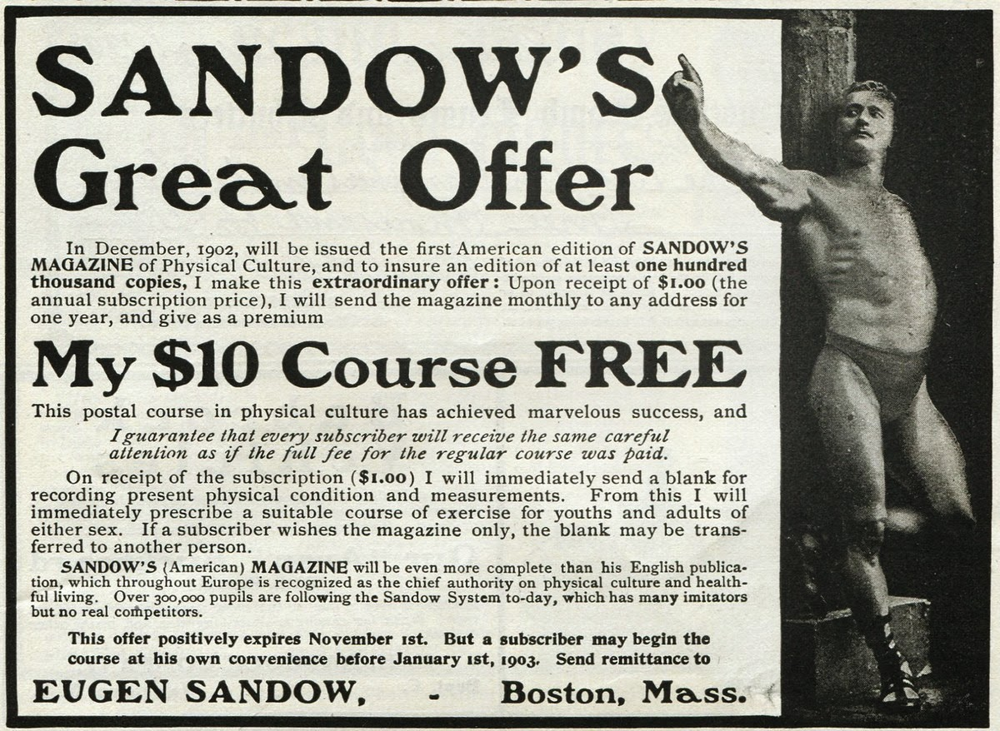 SANDOW'S
Great Offer
In December, 1902, will be issued the first American edition of SANDOW'S
MAGAZINE of Physical Culture, and to insure an edition of at least one hundred
thousand copies, I make this extraordinary offer: Upon receipt of $1.00 (the
annual subscription price), I will send the magazine monthly to any address for
one year, and give as a premium
My $10 Course FREE
This postal course in physical culture has achieved marvelous success, and
I guarantee that every subscriber will receive the same careful
attention as if the full fee for the regular course was paid.
On receipt of the subscription ($1.00) I will immediately send a blank for
recording present physical condition and measurements. From this I will
immediately prescribe a suitable course of exercise for youths and adults of
either sex. If a subscriber wishes the magazine only, the blank may be trans-
ferred to another person.
SANDOW'S (American) MAGAZINE will be even more complete than his English publica-
tion, which throughout Europe is recognized as the chief authority on physical culture and health-
ful living. Over 300,000 pupils are following the Sandow System to-day, which has many imitators
but no real competitors.
This offer positively expires November 1st. But a subscriber may begin the
course at his own convenience before January 1st, 1903. Send remittance to
EUGEN SANDOW, - Boston, Mass.